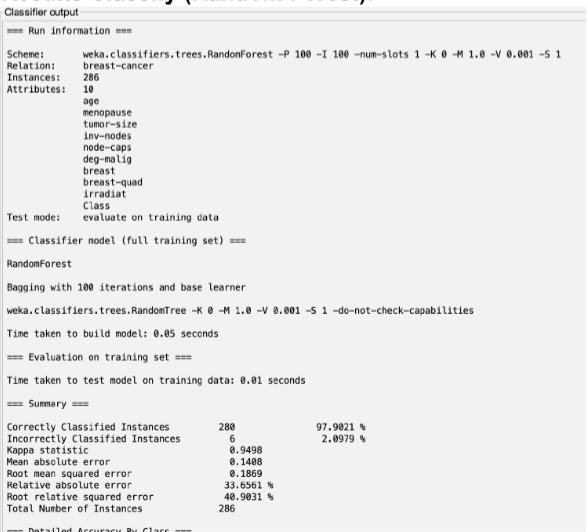 Classifier output
=== Run information ===
Scheme: weka.classifiers.trees.RandomForest -P 100 -I 100 -num-slots 1 -K 0 -M 1.0 -V 0.001 -S 1
Relation: breast-cancer
Instances: 286
Attributes: 10
age
menopause
tumor-size
inv-nodes
node-caps
deg-malig
breast
breast-quad
irradiat
Class
Test mode: evaluate on training data
=== Classifier model (full training set) ===
RandomForest
Bagging with 100 iterations and base learner
weka.classifiers.trees.RandomTree -K 0 -M 1.0 -V 0.001 -S 1 -do-not-check-capabilities
Time taken to build model: 0.05 seconds
=== Evaluation on training set ===
Time taken to test model on training data: 0.01 seconds
=== Summary ===
Correctly Classified Instances 280 97.9021 %
Incorrectly Classified Instances 6 2.0979 %
Kappa statistic 0.9498
Mean absolute error 0.1408
Root mean squared error 0.1869
Relative absolute error 33.6561 %
Root relative squared error 40.9031 %
Total Number of Instances 286
=== Detailed Accuracy By Class ===